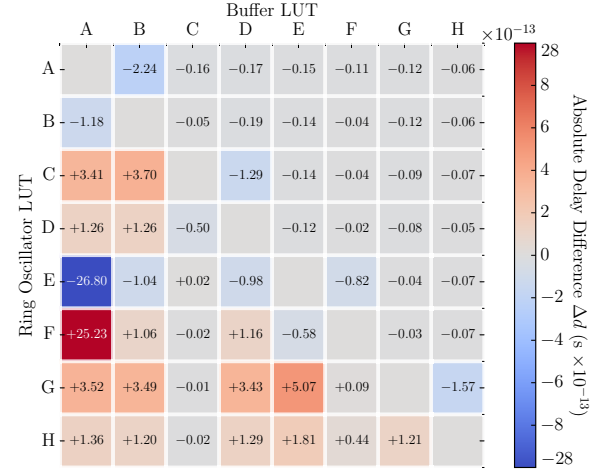 Buffer LUT
A B C D E F G H
×10−13
A −2.24 −0.16 −0.17 −0.15 −0.11 −0.12 −0.06
B −1.18 −0.05 −0.19 −0.14 −0.04 −0.12 −0.06
C +3.41 +3.70 −1.29 −0.14 −0.04 −0.09 −0.07
D +1.26 +1.26 −0.50 −0.12 −0.02 −0.08 −0.05
E −26.80 −1.04 +0.02 −0.98 −0.82 −0.04 −0.07
F +25.23 +1.06 −0.02 +1.16 −0.58 −0.03 −0.07
G +3.52 +3.49 −0.01 +3.43 +5.07 +0.09 −1.57
H +1.36 +1.20 −0.02 +1.29 +1.81 +0.44 +1.21
Ring Oscillator LUT
28
8
6
4
2
0
−2
−4
−6
−8
−28
Absolute Delay Difference Δd (s ×10−13)